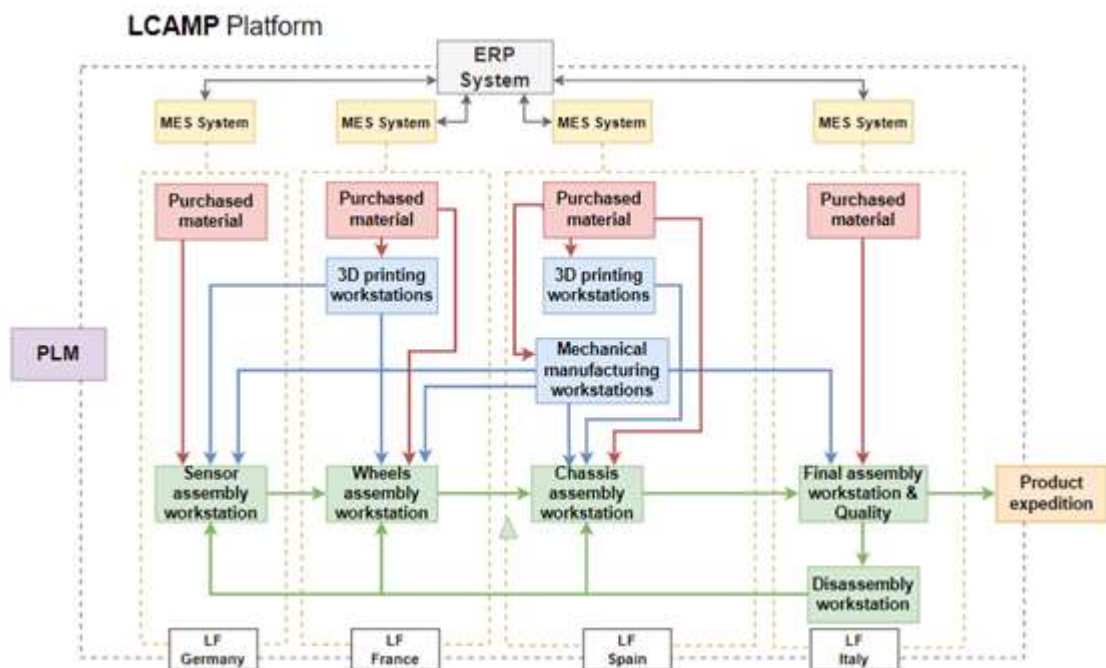 LCAMP Platform
ERP
System
MES System
MES System
MES System
MES System
Purchased
material
Purchased
material
Purchased
material
Purchased
material
3D printing
workstations
3D printing
workstations
PLM
Mechanical
manufacturing
workstations
Sensor
assembly
workstation
Wheels
assembly
workstation
Chassis
assembly
workstation
Final assembly
workstation &
Quality
Product
expedition
Disassembly
workstation
LF
Germany
LF
France
LF
Spain
LF
Italy